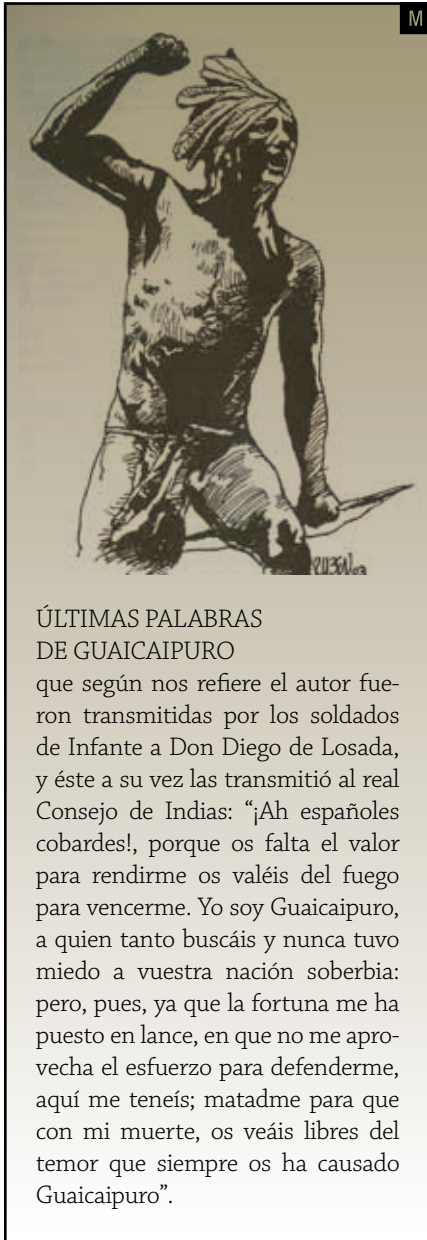 M
ÚLTIMAS PALABRAS
DE GUAICAIPURO
que según nos refiere el autor fue-
ron transmitidas por los soldados
de Infante a Don Diego de Losada,
y éste a su vez las transmitió al real
Consejo de Indias: “¡Ah españoles
cobardes!, porque os falta el valor
para rendirme os valéis del fuego
para vencerme. Yo soy Guaicaipuro,
a quien tanto buscáis y nunca tuvo
miedo a vuestra nación soberbia:
pero, pues, ya que la fortuna me ha
puesto en lance, en que no me apro-
vecha el esfuerzo para defenderme,
aquí me teneís; matadme para que
con mi muerte, os veáis libres del
temor que siempre os ha causado
Guaicaipuro”.